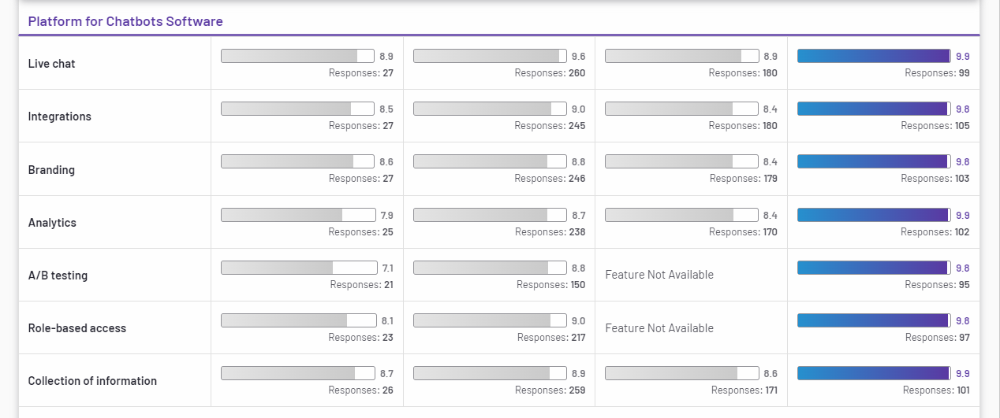 Platform for Chatbots Software
Live chat
8.9
Responses: 27
9.6
Responses: 260
8.9
Responses: 180
9.9
Responses: 99
Integrations
8.5
Responses: 27
9.0
Responses: 245
8.4
Responses: 180
9.8
Responses: 105
Branding
8.6
Responses: 27
8.8
Responses: 246
8.4
Responses: 179
9.8
Responses: 103
Analytics
7.9
Responses: 25
8.7
Responses: 238
8.4
Responses: 170
9.9
Responses: 102
A/B testing
7.1
Responses: 21
8.8
Responses: 150
Feature Not Available
9.8
Responses: 95
Role-based access
8.1
Responses: 23
9.0
Responses: 217
Feature Not Available
9.8
Responses: 97
Collection of information
8.7
Responses: 26
8.9
Responses: 259
8.6
Responses: 171
9.9
Responses: 101